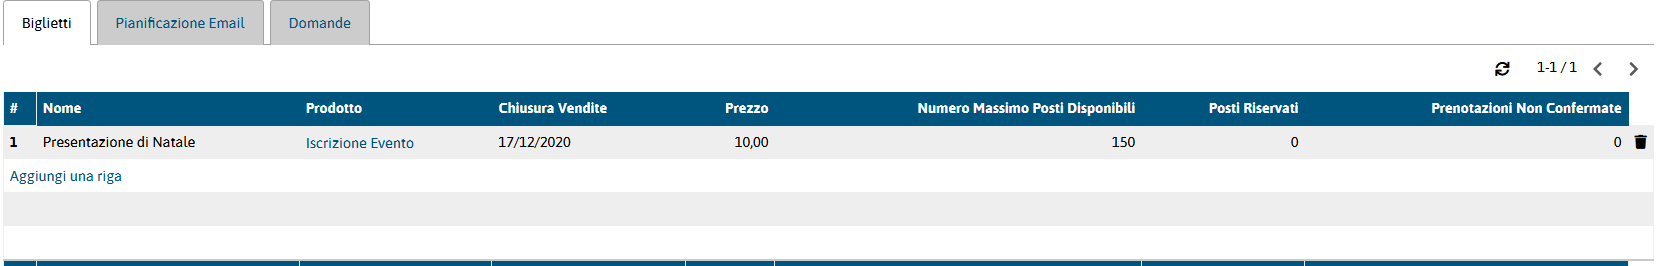 Biglietti Pianificazione Email Domande
1-1 / 1
# Nome Prodotto Chiusura Vendite Prezzo Numero Massimo Posti Disponibili Posti Riservati Prenotazioni Non Confermate
1 Presentazione di Natale Iscrizione Evento 17/12/2020 10,00 150 0 0
Aggiungi una riga